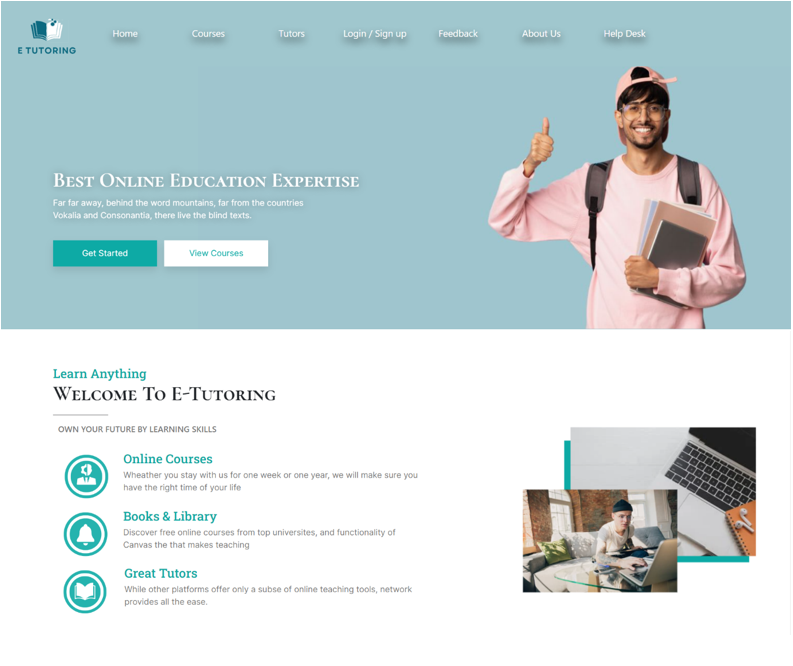 Home
Courses
Tutors
Login / Sign up
Feedback
About Us
Help Desk
E TUTORING
Best Online Education Expertise
Far far away, behind the word mountains, far from the countries
Vokalia and Consonantia, there live the blind texts.
Get Started
View Courses
Learn Anything
Welcome To E-Tutoring
OWN YOUR FUTURE BY LEARNING SKILLS
Online Courses
Wheather you stay with us for one week or one year, we will make sure you
have the right time of your life
Books & Library
Discover free online courses from top universites, and functionality of
Canvas the that makes teaching
Great Tutors
While other platforms offer only a subse of online teaching tools, network
provides all the ease.